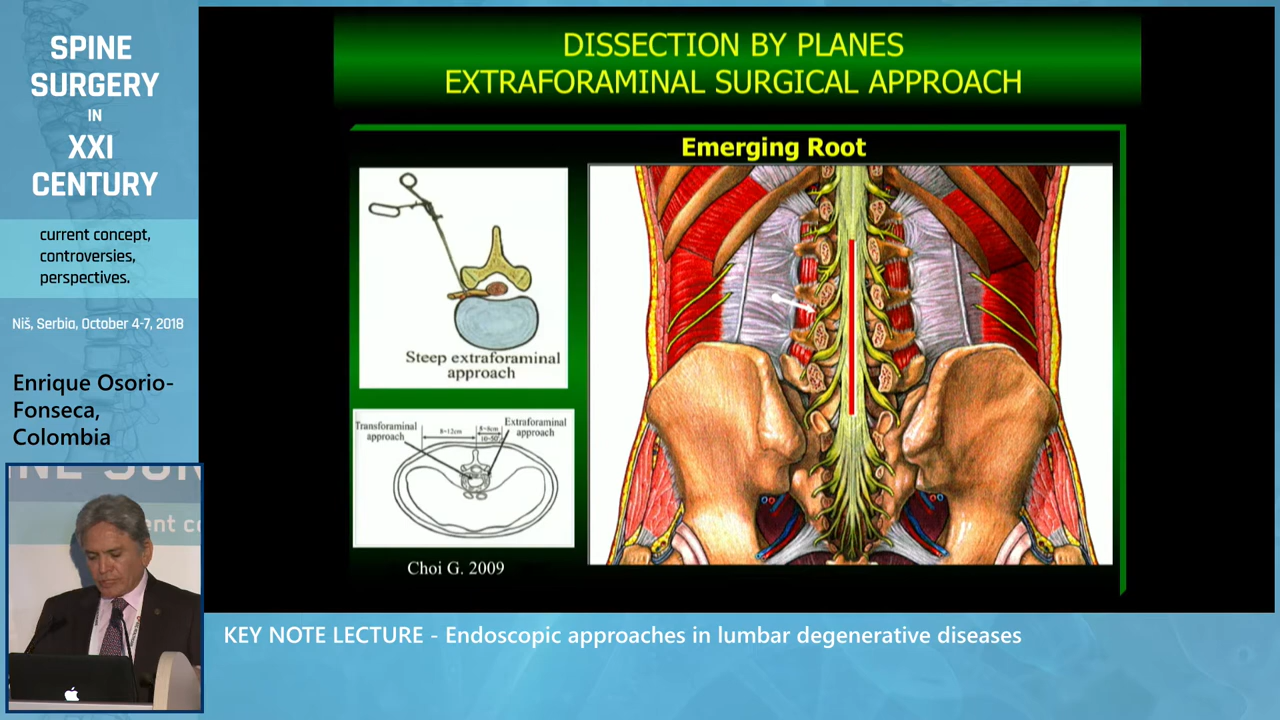 SPINE
SURGERY
IN
XXI
CENTURY
current concept,
controversies,
perspectives.
Niš, Serbia, October 4-7, 2018
Enrique Osorio-
Fonseca,
Colombia
DISSECTION BY PLANES
EXTRAFORAMINAL SURGICAL APPROACH
Emerging Root
Steep extraforaminal
approach
Transforaminal
approach
8~12cm
Extraforaminal
approach
Choi G. 2009
KEY NOTE LECTURE - Endoscopic approaches in lumbar degenerative diseases